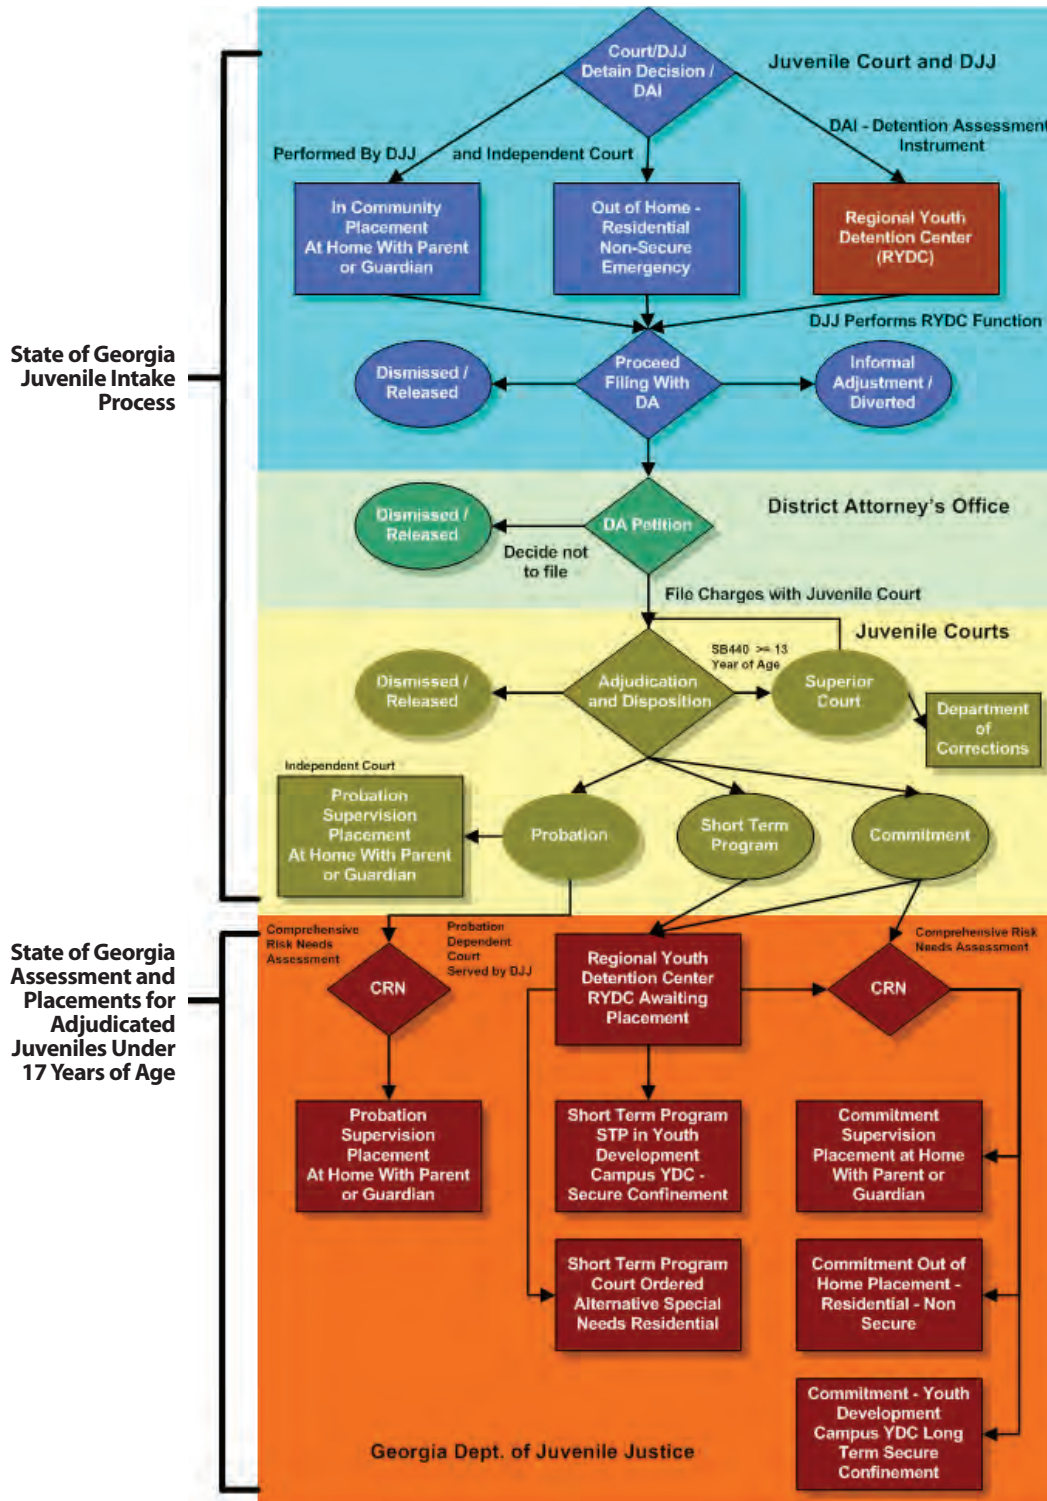 Court/DJJ
Detain Decision /
DAI
Juvenile Court and DJJ
DAI - Detention Assessment
Instrument
Performed By DJJ
and Independent Court
In Community
Placement
At Home With Parent
or Guardian
Out of Home -
Residential
Non-Secure
Emergency
Regional Youth
Detention Center
(RYDC)
DJJ Performs RYDC Function
State of Georgia
Juvenile Intake
Process
Dismissed /
Released
Proceed
Filing With
DA
Informal
Adjustment /
Diverted
District Attorney's Office
Dismissed /
Released
DA Petition
Decide not
to file
File Charges with Juvenile Court
Juvenile Courts
SB440 >= 13
Year of Age
Dismissed /
Released
Adjudication
and Disposition
Superior
Court
Department
of
Corrections
Independent Court
Probation
Supervision
Placement
At Home With Parent
or Guardian
Probation
Short Term
Program
Commitment
State of Georgia
Assessment and
Placements for
Adjudicated
Juveniles Under
17 Years of Age
Comprehensive
Risk Needs
Assessment
Probation
Dependent
Court
Served by DJJ
Comprehensive Risk
Needs Assessment
CRN
Regional Youth
Detention Center
RYDC Awaiting
Placement
CRN
Probation
Supervision
Placement
At Home With Parent
or Guardian
Short Term Program
STP in Youth
Development
Campus YDC -
Secure Confinement
Commitment
Supervision
Placement at Home
With Parent or
Guardian
Short Term Program
Court Ordered
Alternative Special
Needs Residential
Commitment Out of
Home Placement -
Residential - Non
Secure
Commitment - Youth
Development
Campus YDC Long
Term Secure
Confinement
Georgia Dept. of Juvenile Justice